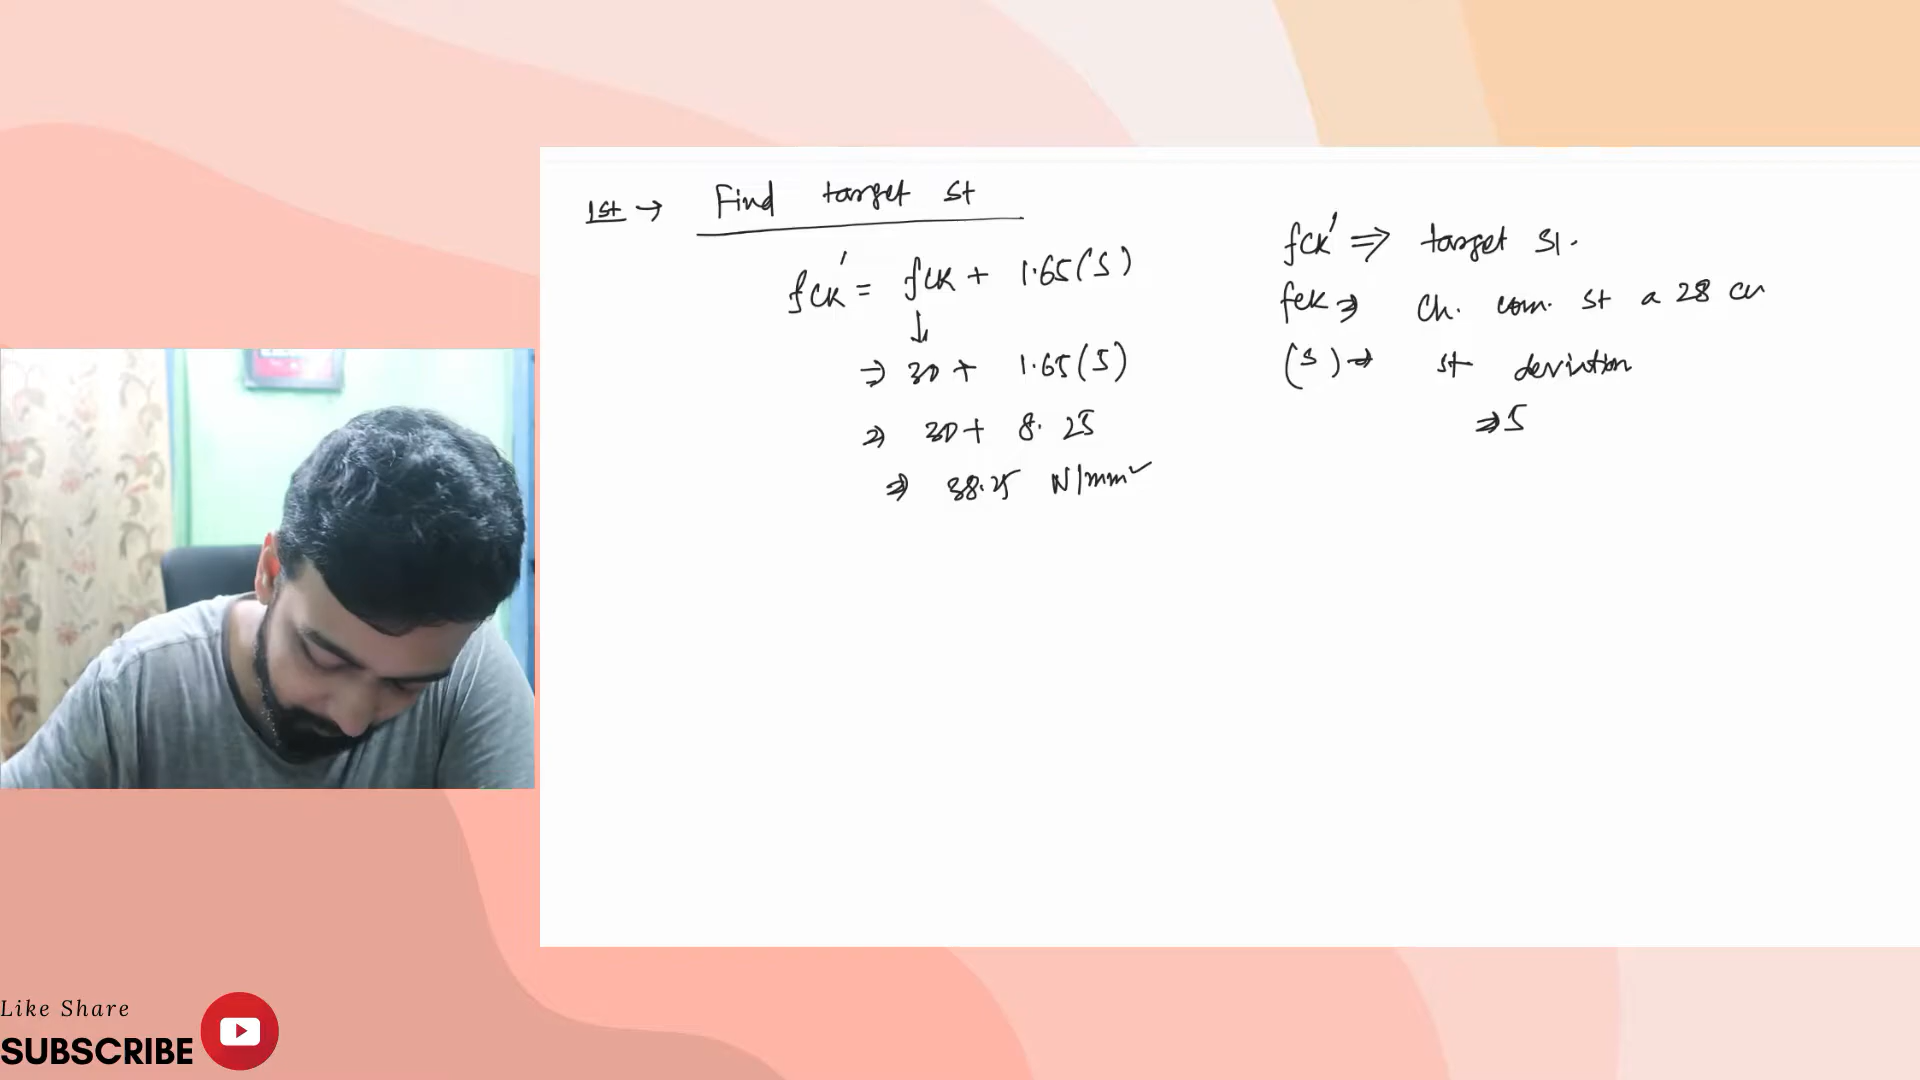 1st → Find target st
fck' = fck + 1.65(S)
↓
⇒ 30 + 1.65(5)
⇒ 30 + 8.25
⇒ 38.25 N/mm²
fck' ⇒ target st.
fck ⇒ Ch. com. st a 28
(S) → st deviation
⇒ 5
Like Share
SUBSCRIBE